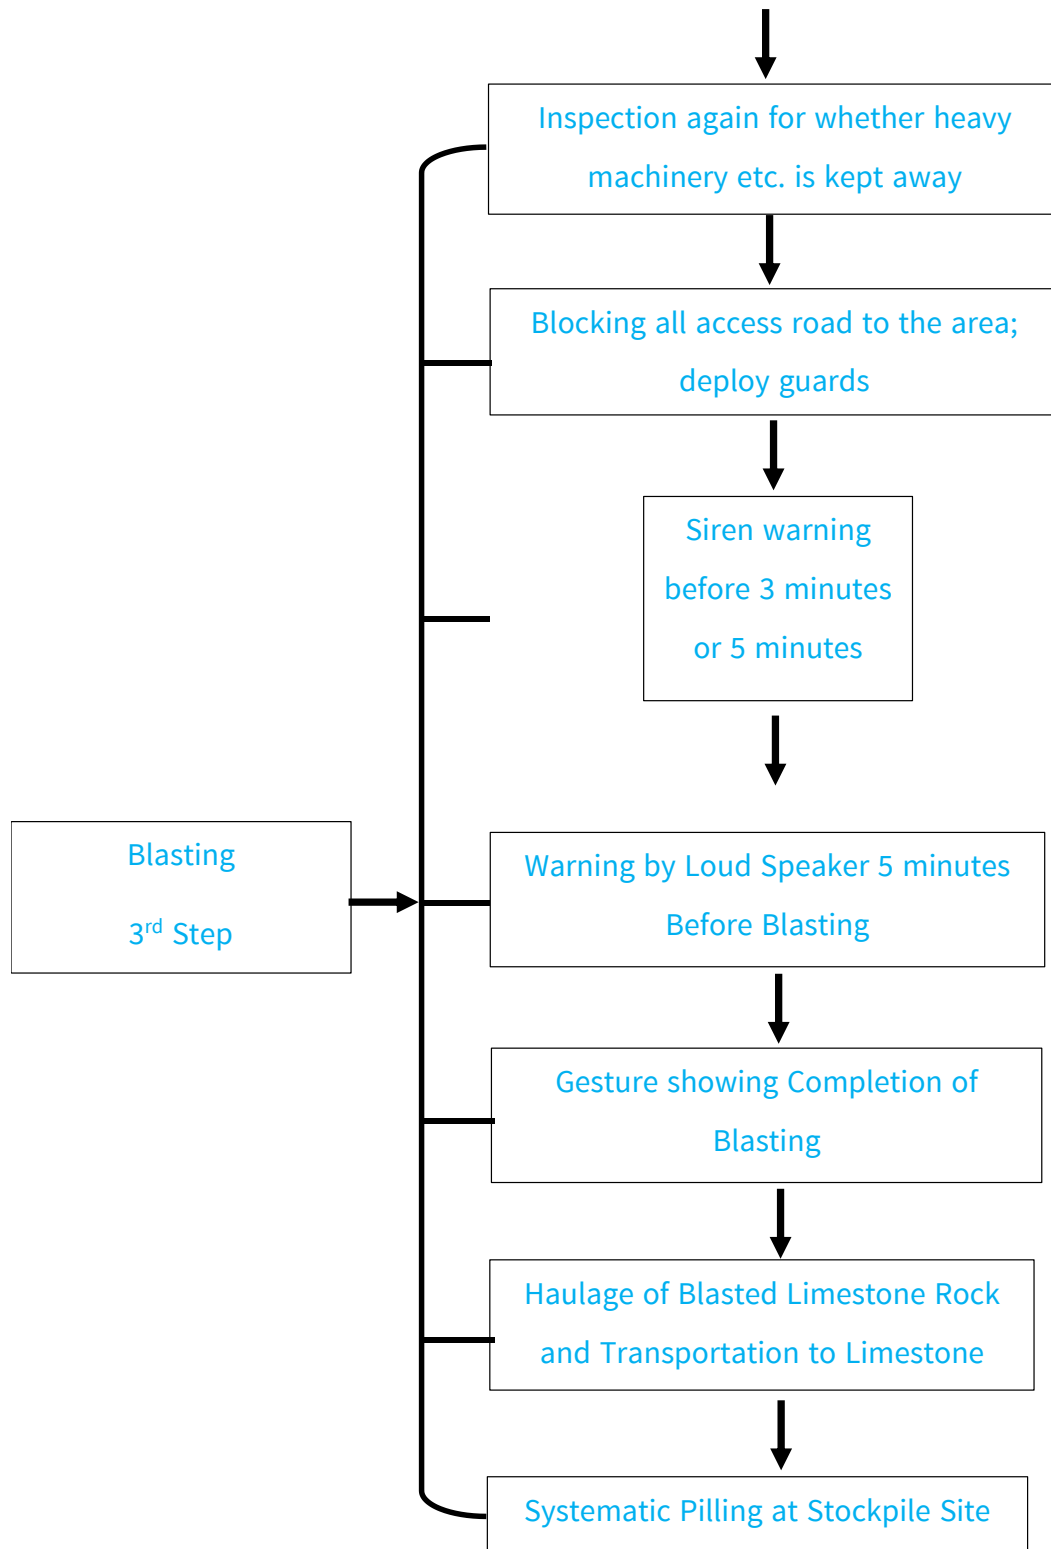 Inspection again for whether heavy
machinery etc. is kept away
Blocking all access road to the area;
deploy guards
Siren warning
before 3 minutes
or 5 minutes
Blasting
3rd Step
Warning by Loud Speaker 5 minutes
Before Blasting
Gesture showing Completion of
Blasting
Haulage of Blasted Limestone Rock
and Transportation to Limestone
Systematic Pilling at Stockpile Site